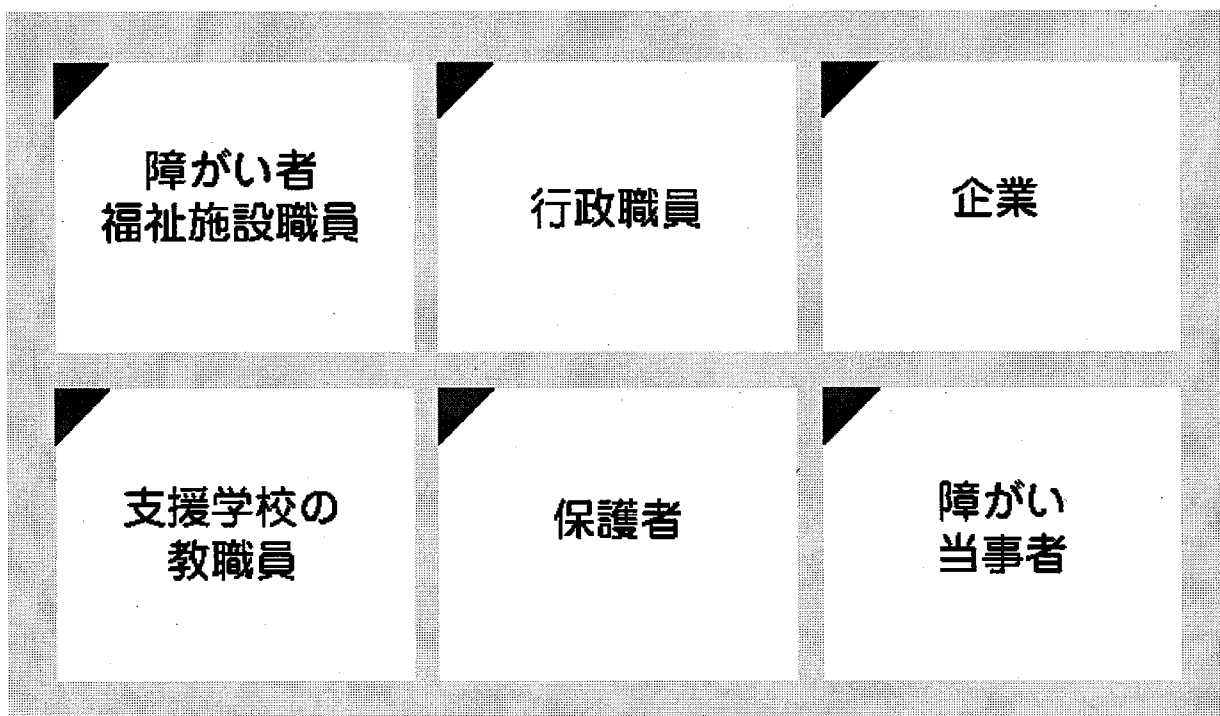 障がい者
福祉施設職員
行政職員
企業
支援学校の
教職員
保護者
障がい
当事者